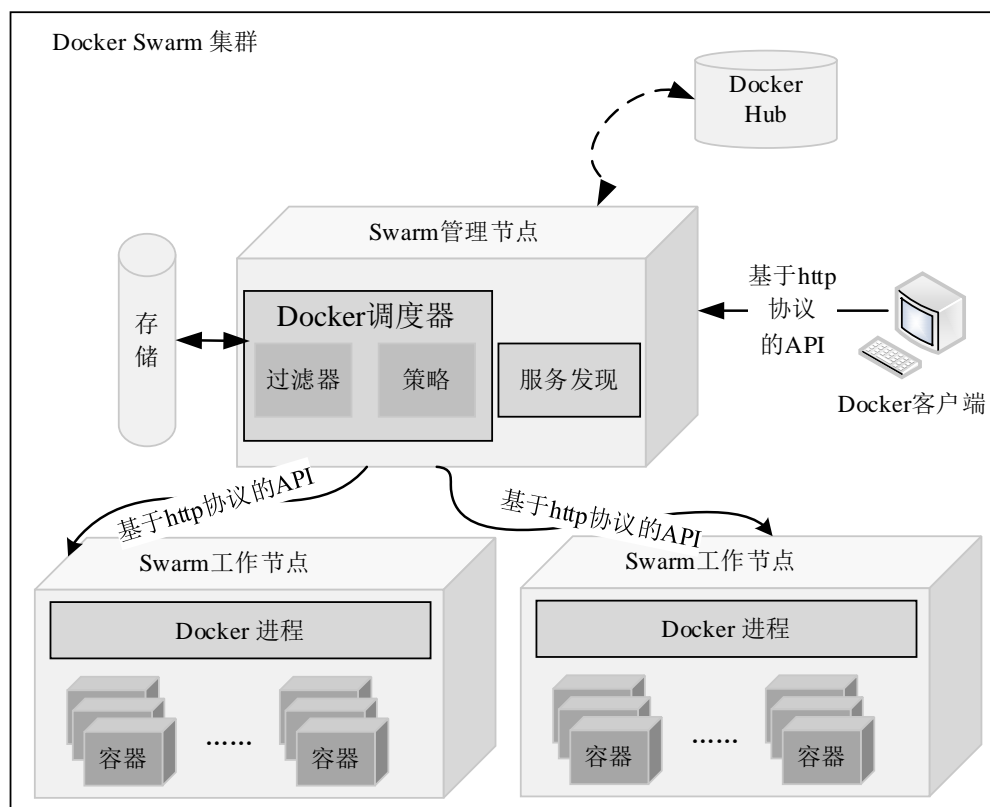 Docker Swarm 集群
Docker
Hub
Swarm管理节点
基于http
协议
的API
存
储
Docker调度器
过滤器
策略
服务发现
Docker客户端
基于http协议的API
基于http协议的API
Swarm工作节点
Swarm工作节点
Docker 进程
Docker 进程
容器
......
容器
容器
......
容器